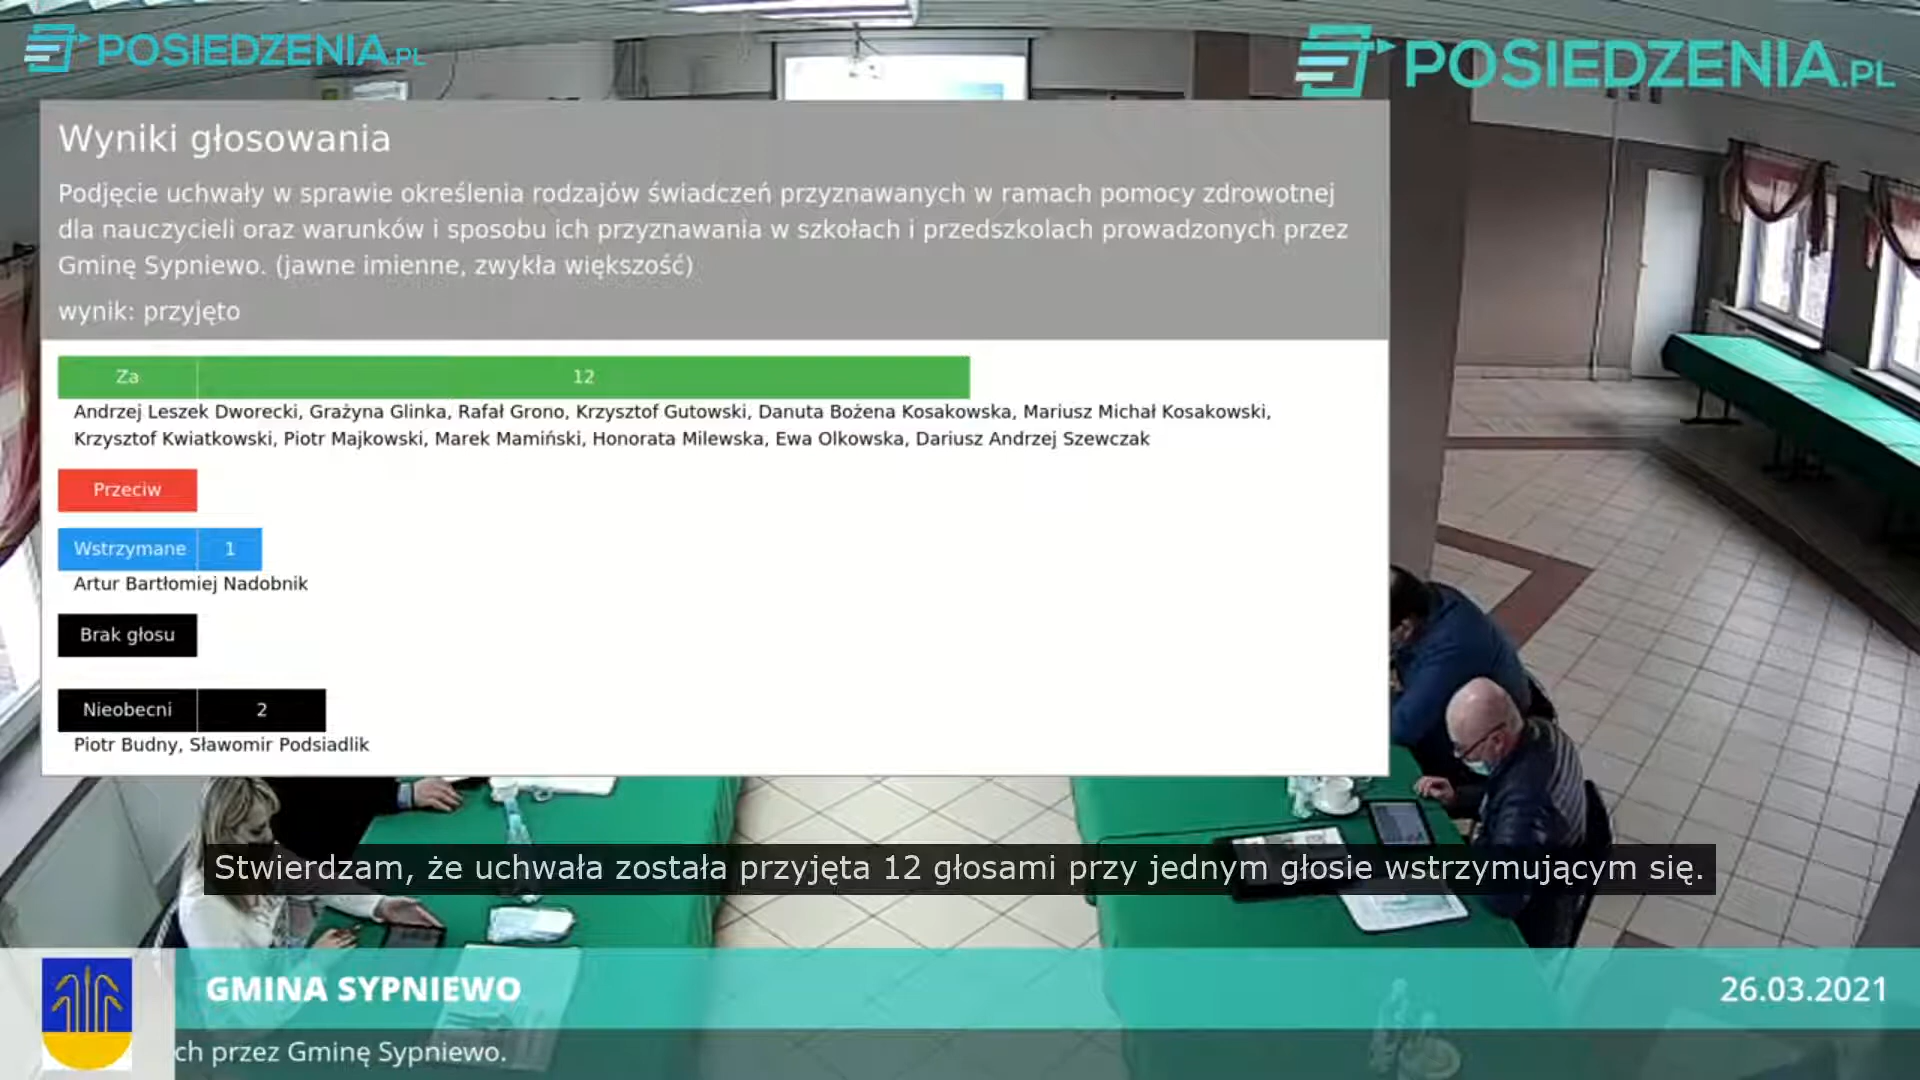 POSIEDZENIA.PL
POSIEDZENIA.PL
Wyniki głosowania
Podjęcie uchwały w sprawie określenia rodzajów świadczeń przyznawanych w ramach pomocy zdrowotnej
dla nauczycieli oraz warunków i sposobu ich przyznawania w szkołach i przedszkolach prowadzonych przez
Gminę Sypniewo. (jawne imienne, zwykła większość)
wynik: przyjęto
Za 12
Andrzej Leszek Dworecki, Grażyna Glinka, Rafał Grono, Krzysztof Gutowski, Danuta Bożena Kosakowska, Mariusz Michał Kosakowski,
Krzysztof Kwiatkowski, Piotr Majkowski, Marek Mamiński, Honorata Milewska, Ewa Olkowska, Dariusz Andrzej Szewczak
Przeciw
Wstrzymane 1
Artur Bartłomiej Nadobnik
Brak głosu
Nieobecni 2
Piotr Budny, Sławomir Podsiadlik
Stwierdzam, że uchwała została przyjęta 12 głosami przy jednym głosie wstrzymującym się.
GMINA SYPNIEWO
26.03.2021
ch przez Gminę Sypniewo.